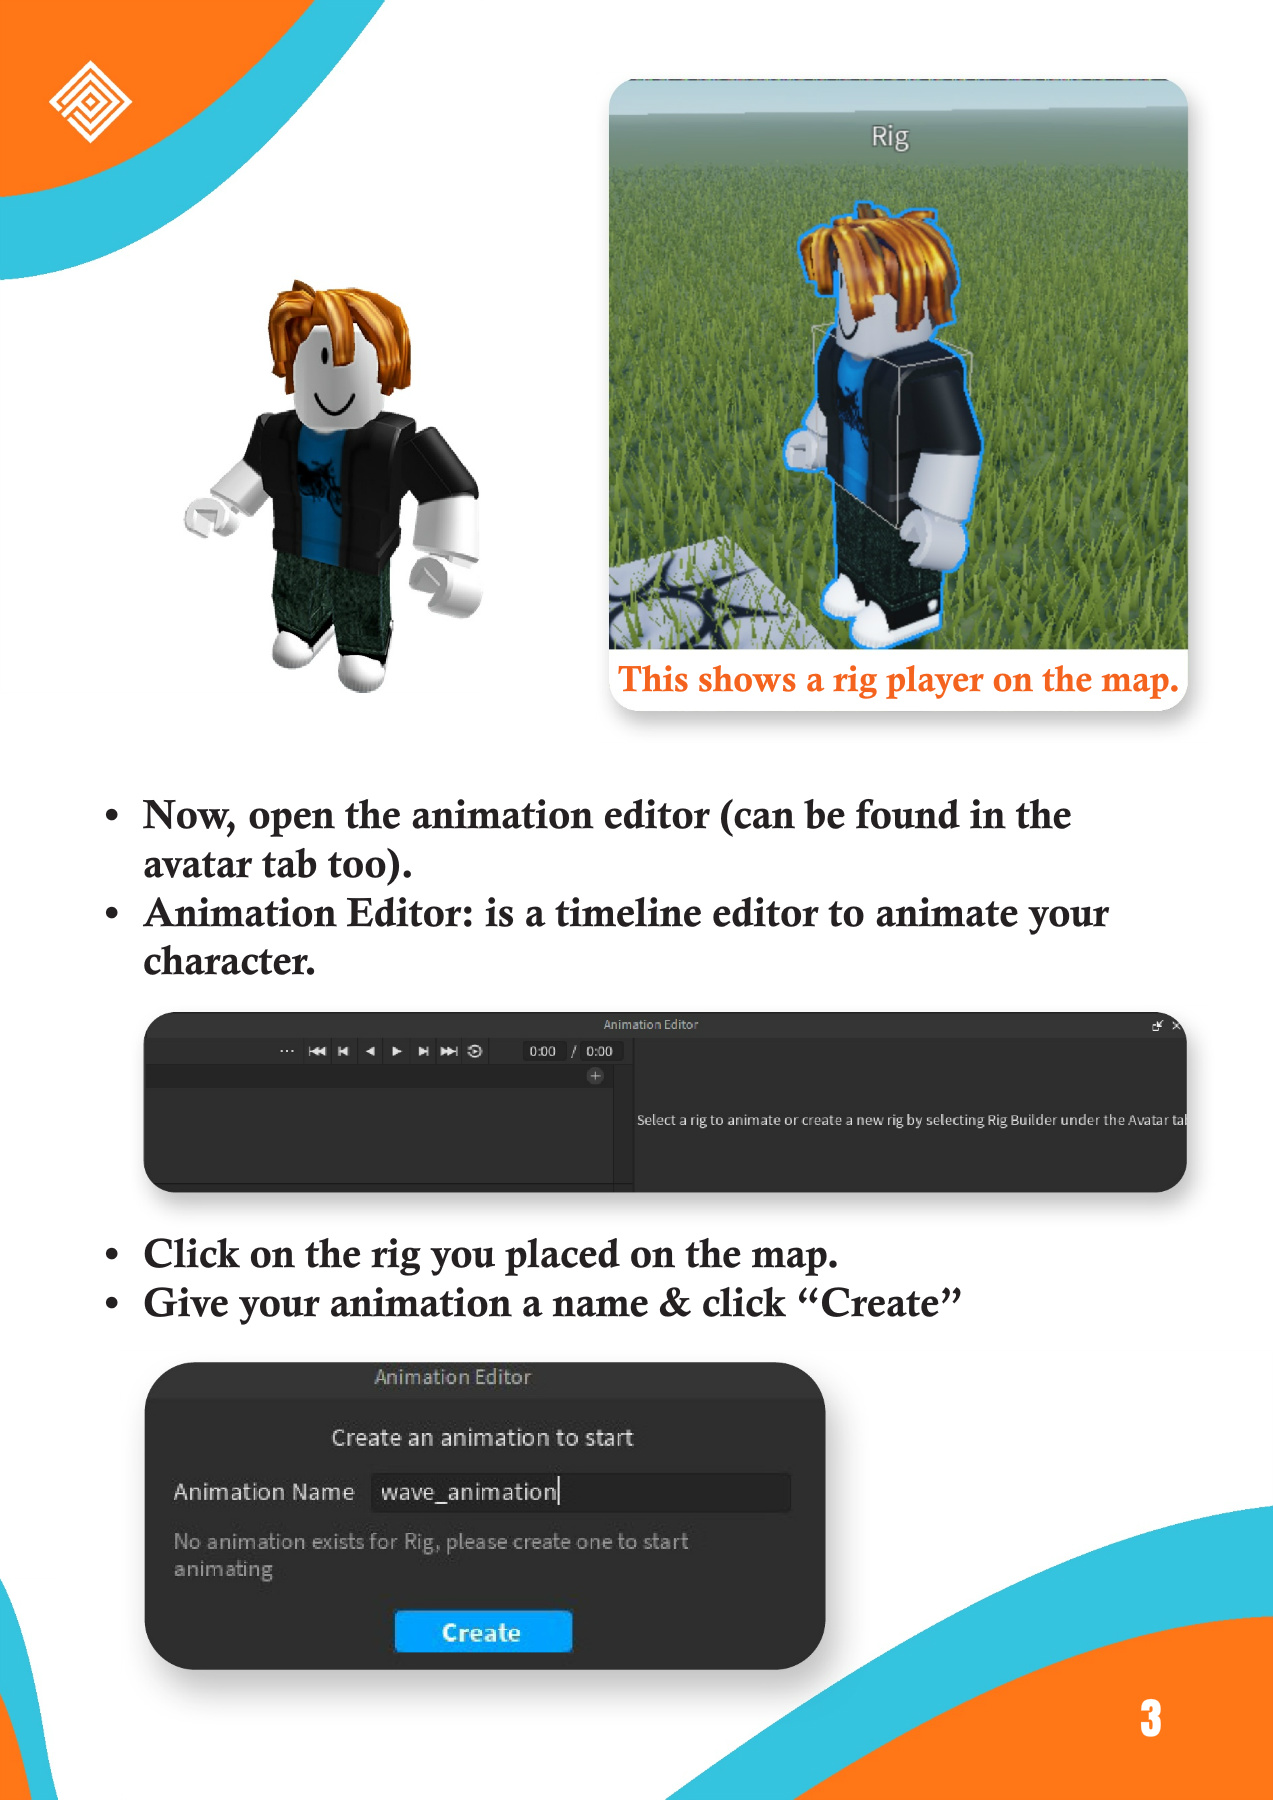 Rig
This shows a rig player on the map.
• Now, open the animation editor (can be found in the
avatar tab too).
• Animation Editor: is a timeline editor to animate your
character.
Animation Editor
0:00 / 0:00
Select a rig to animate or create a new rig by selecting Rig Builder under the Avatar tal
• Click on the rig you placed on the map.
• Give your animation a name & click “Create”
Animation Editor
Create an animation to start
Animation Name wave_animation
No animation exists for Rig, please create one to start
animating
Create
3